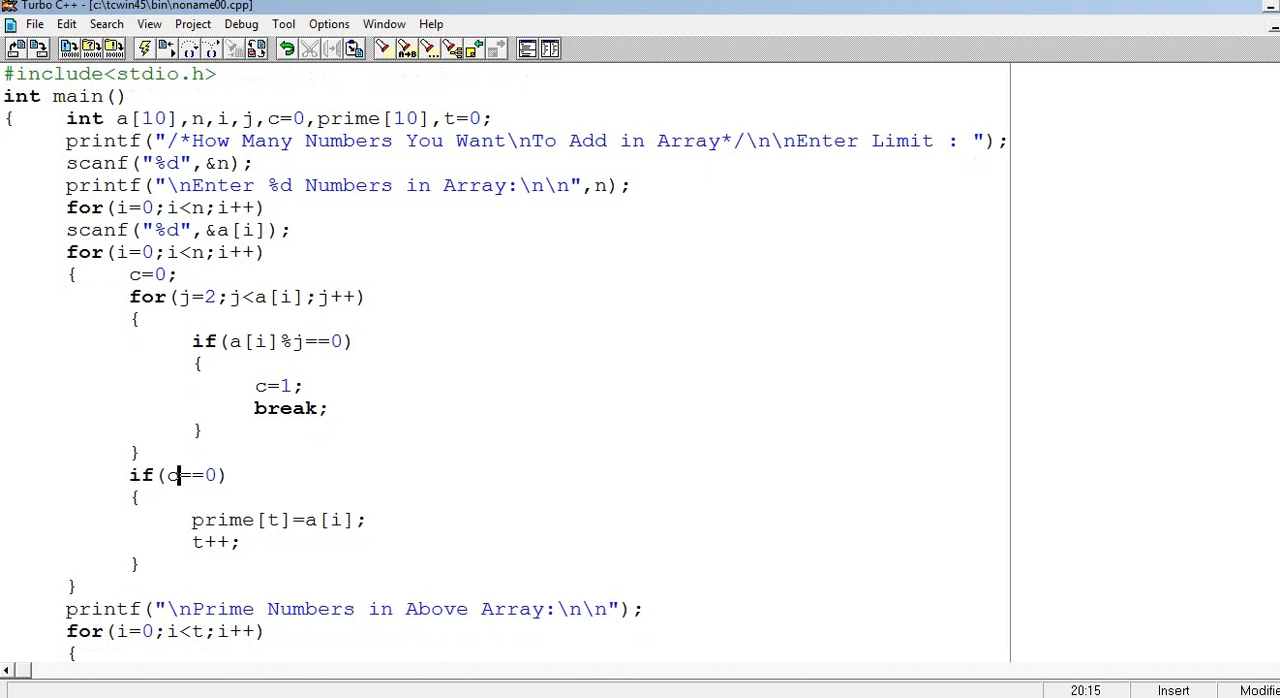 Turbo C++ - [c:\tcwin45\bin\noname00.cpp]
File Edit Search View Project Debug Tool Options Window Help
#include<stdio.h>
int main()
{ int a[10],n,i,j,c=0,prime[10],t=0;
printf("/*How Many Numbers You Want\nTo Add in Array*/\n\nEnter Limit : ");
scanf("%d",&n);
printf("\nEnter %d Numbers in Array:\n\n",n);
for(i=0;i<n;i++)
scanf("%d",&a[i]);
for(i=0;i<n;i++)
{ c=0;
for(j=2;j<a[i];j++)
{
if(a[i]%j==0)
{
c=1;
break;
}
}
if(c==0)
{
prime[t]=a[i];
t++;
}
}
printf("\nPrime Numbers in Above Array:\n\n");
for(i=0;i<t;i++)
{
20:15 Insert